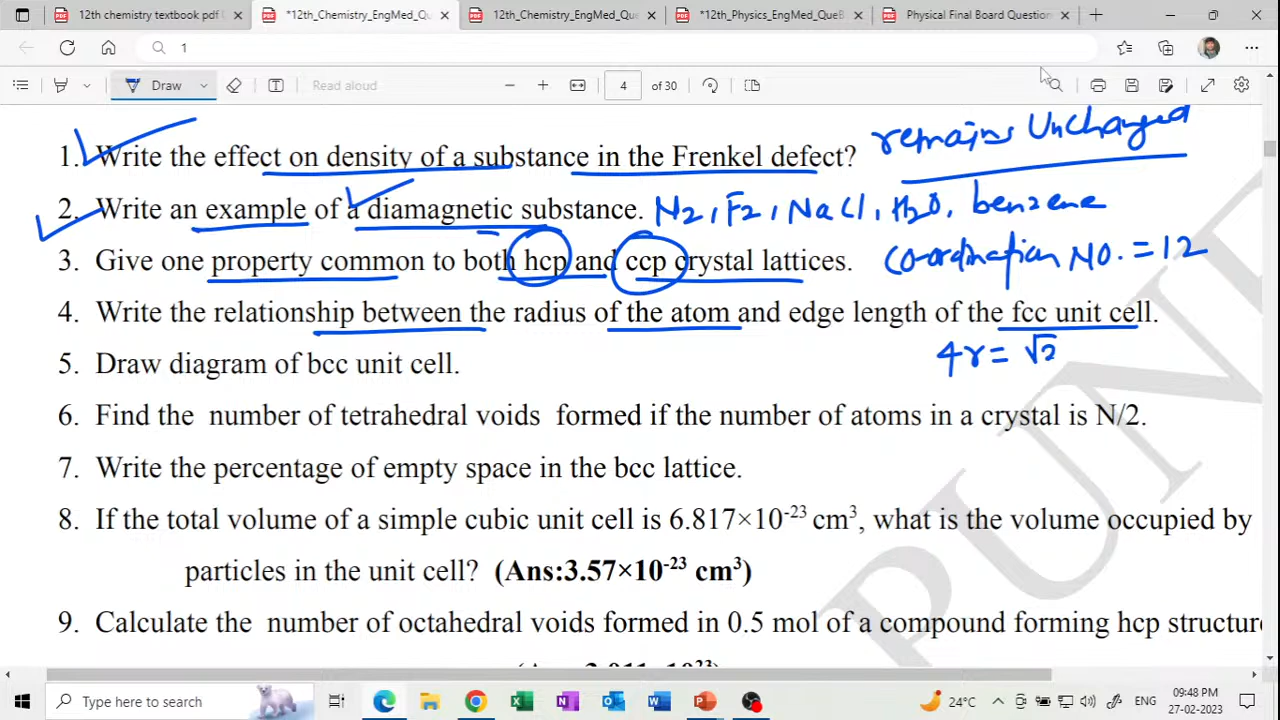 12th chemistry textbook pdf
*12th_Chemistry_EngMed_Qu
12th_Chemistry_EngMed_Que
*12th_Physics_EngMed_QueB
Physical Final Board Question
1
Draw
Read aloud
4 of 30
remains Unchanged
1. Write the effect on density of a substance in the Frenkel defect?
2. Write an example of a diamagnetic substance. N2, F2, NaCl, H2O, benzene
3. Give one property common to both hcp and ccp crystal lattices. Co-ordination NO. = 12
4. Write the relationship between the radius of the atom and edge length of the fcc unit cell.
4r = √2
5. Draw diagram of bcc unit cell.
6. Find the number of tetrahedral voids formed if the number of atoms in a crystal is N/2.
7. Write the percentage of empty space in the bcc lattice.
8. If the total volume of a simple cubic unit cell is 6.817×10-23 cm3, what is the volume occupied by
particles in the unit cell? (Ans:3.57×10-23 cm3)
9. Calculate the number of octahedral voids formed in 0.5 mol of a compound forming hcp structure
PUN
Type here to search
24°C
ENG
09:48 PM
27-02-2023